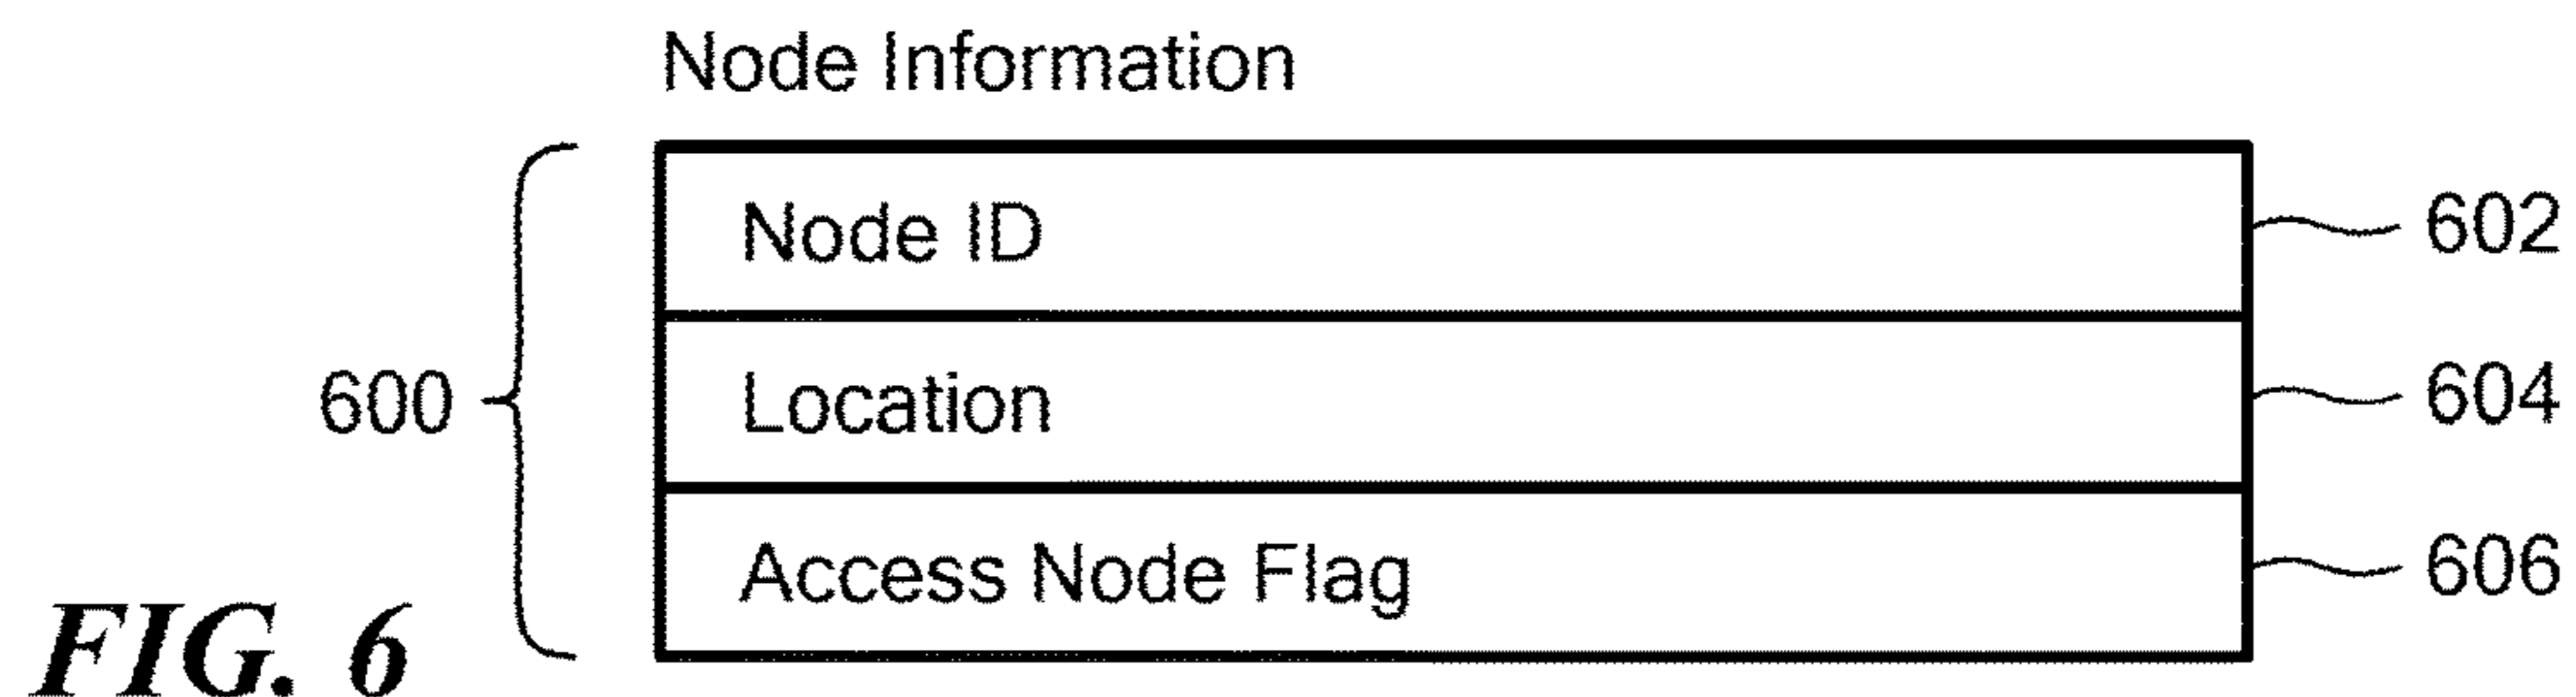 Node Information
Node ID
602
600
Location
604
Access Node Flag
606
FIG. 6